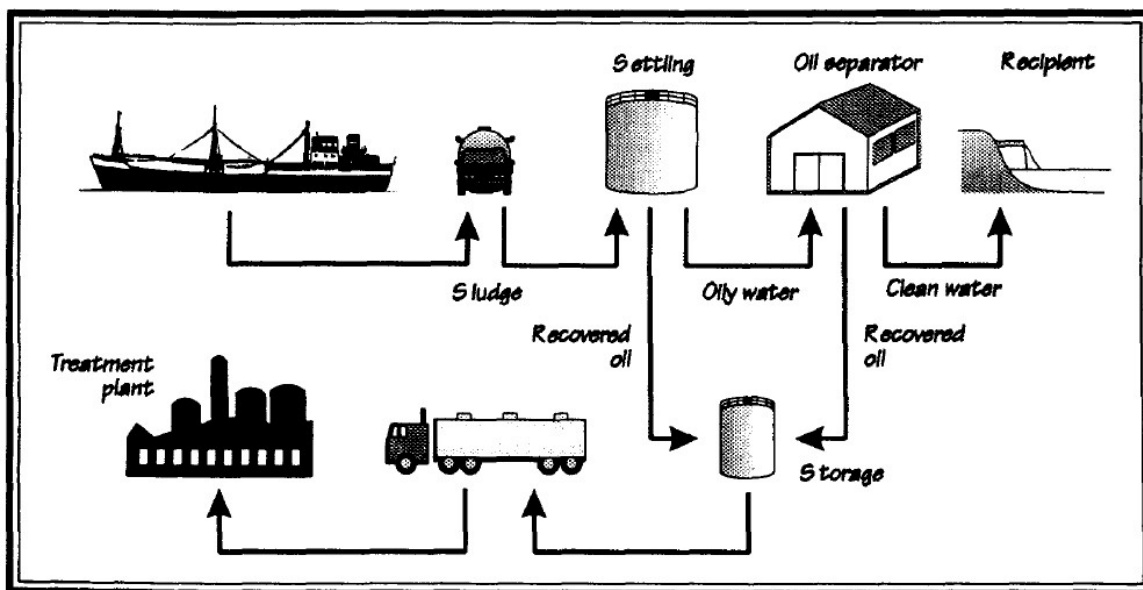 Settling
Oil separator
Recipient
Sludge
Oily water
Clean water
Recovered
oil
Recovered
oil
Treatment
plant
Storage